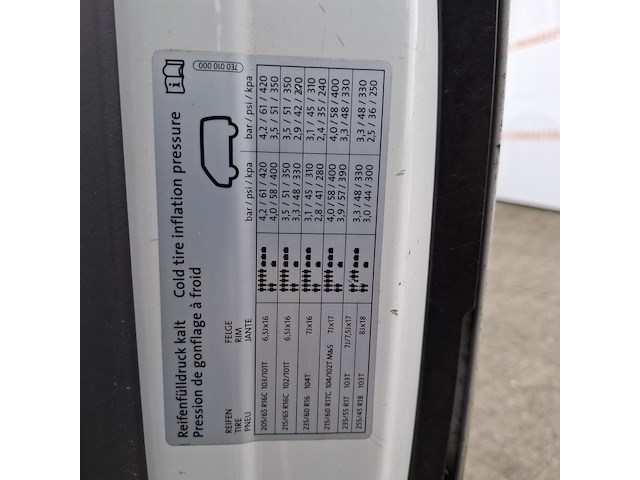 7E0 010 000
Reifenfülldruck kalt Cold tire inflation pressure
Pression de gonflage à froid
REIFEN FELGE
TIRE RIM
PNEU JANTE bar / psi / kpa bar / psi / kpa
205/65 R16C 103/101T 6,5Jx16 4,2 / 61 / 420 4,2 / 61 / 420
4,0 / 58 / 400 3,5 / 51 / 350
215/65 R16C 102/101T 6,5Jx16 3,5 / 51 / 350 3,5 / 51 / 350
3,3 / 48 / 330 2,9 / 42 /
235/60 R16 104T 7Jx16 3,1 / 45 / 310 3,1 / 45 / 310
2,8 / 41 / 280 2,4 / 35 / 240
215/60 R17C 104/102T M&S 7Jx17 4,0 / 58 / 400 4,0 / 58 / 400
235/55 R17 103T 7J/7,5Jx17 3,9 / 57 / 390 3,3 / 48 / 330
255/45 R18 103T 8Jx18 3,3 / 48 / 330 3,3 / 48 / 330
3,0 / 44 / 300 2,5 / 36 / 250